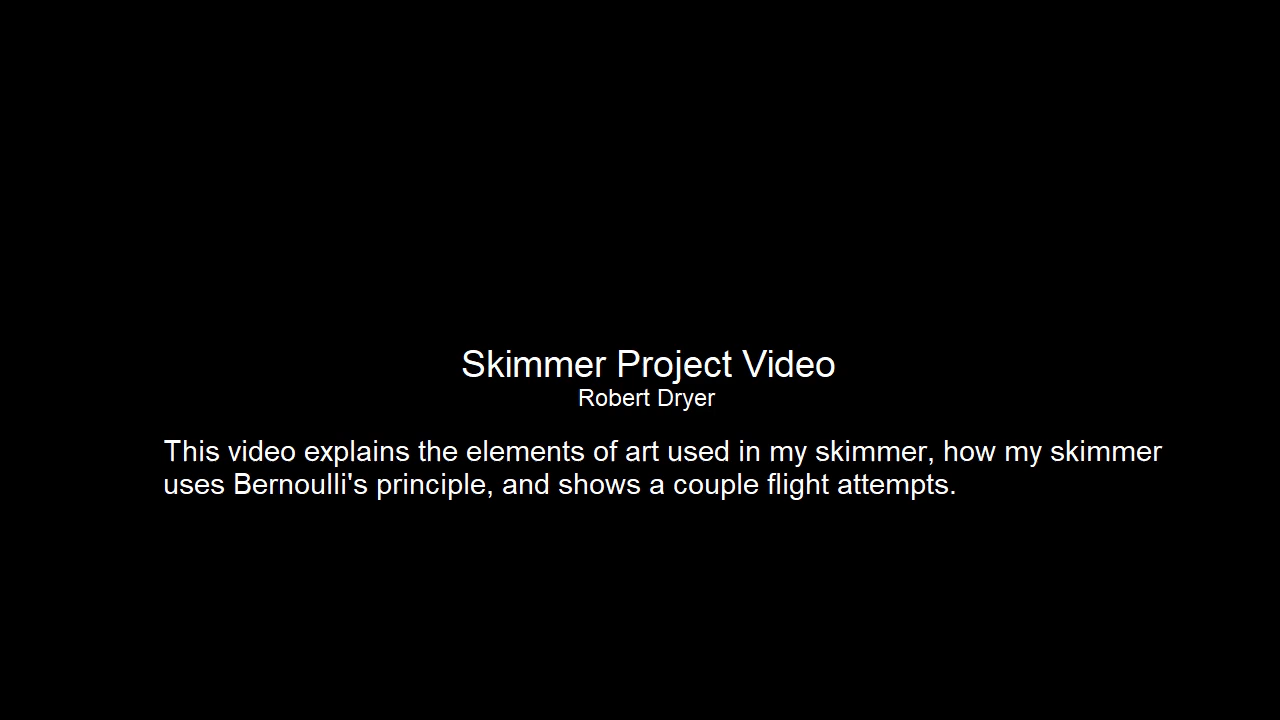 Skimmer Project Video
Robert Dryer
This video explains the elements of art used in my skimmer, how my skimmer
uses Bernoulli's principle, and shows a couple flight attempts.